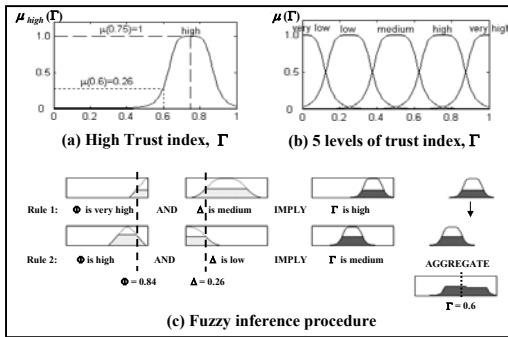 μhigh(Γ)
μ(Γ)
μ(0.75)=1
high
very low
low
medium
high
very high
1.0
1.0
0.5
0.5
μ(0.6)=0.26
0
0
0 0.2 0.4 0.6 0.8 1
0 0.2 0.4 0.6 0.8 1
(a) High Trust index, Γ
(b) 5 levels of trust index, Γ
Rule 1: Φ is very high AND Δ is medium IMPLY Γ is high
Rule 2: Φ is high AND Δ is low IMPLY Γ is medium
AGGREGATE
Φ = 0.84
Δ = 0.26
Γ = 0.6
(c) Fuzzy inference procedure